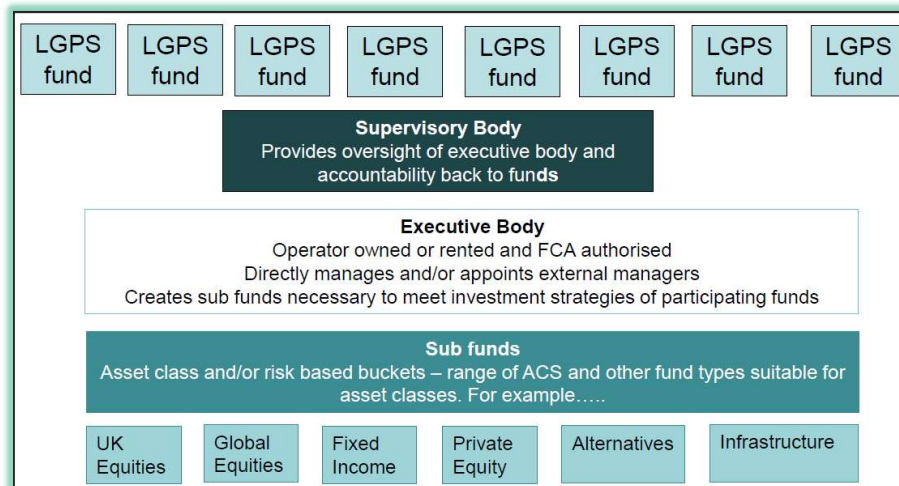 LGPS LGPS LGPS LGPS LGPS LGPS LGPS LGPS
fund fund fund fund fund fund fund fund
Supervisory Body
Provides oversight of executive body and
accountability back to funds
Executive Body
Operator owned or rented and FCA authorised
Directly manages and/or appoints external managers
Creates sub funds necessary to meet investment strategies of participating funds
Sub funds
Asset class and/or risk based buckets – range of ACS and other fund types suitable for
asset classes. For example…..
UK
Equities
Global
Equities
Fixed
Income
Private
Equity
Alternatives
Infrastructure